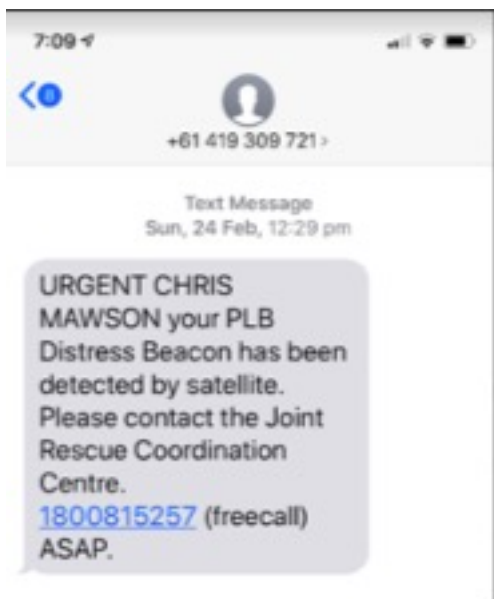 7:09
+61 419 309 721 >
Text Message
Sun, 24 Feb, 12:29 pm
URGENT CHRIS
MAWSON your PLB
Distress Beacon has been
detected by satellite.
Please contact the Joint
Rescue Coordination
Centre.
1800815257 (freecall)
ASAP.